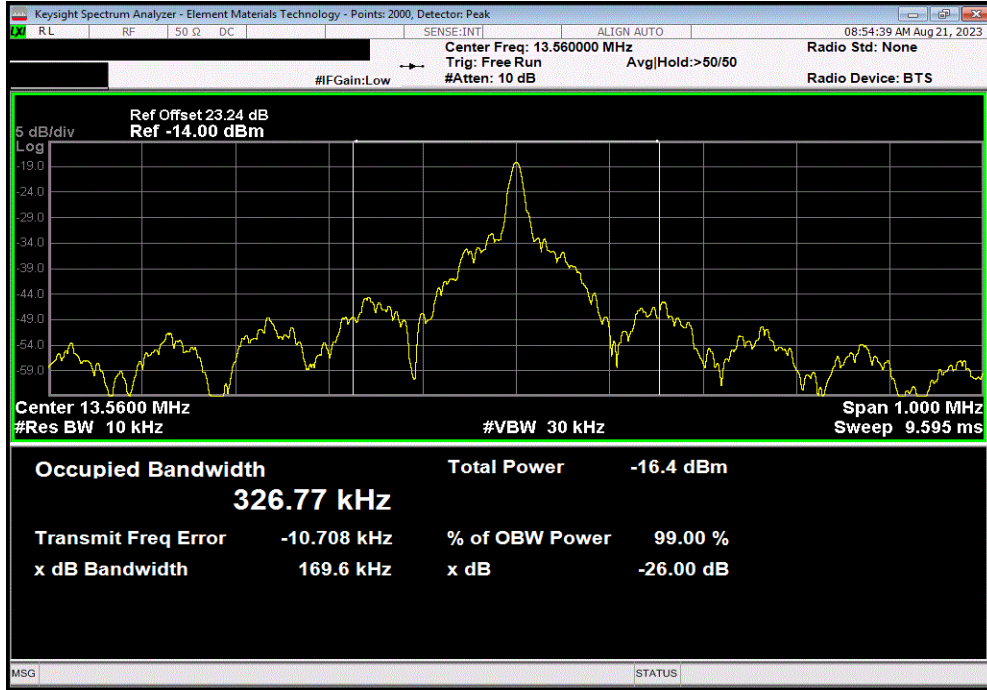 Keysight Spectrum Analyzer - Element Materials Technology - Points: 2000, Detector: Peak
LXI RL RF 50 Ω DC SENSE:INT ALIGN AUTO 08:54:39 AM Aug 21, 2023
Center Freq: 13.560000 MHz Radio Std: None
Trig: Free Run Avg|Hold:>50/50
#IFGain:Low #Atten: 10 dB Radio Device: BTS
Ref Offset 23.24 dB
5 dB/div Ref -14.00 dBm
Log
-19.0
-24.0
-29.0
-34.0
-39.0
-44.0
-49.0
-54.0
-59.0
Center 13.5600 MHz Span 1.000 MHz
#Res BW 10 kHz #VBW 30 kHz Sweep 9.595 ms
Occupied Bandwidth Total Power -16.4 dBm
326.77 kHz
Transmit Freq Error -10.708 kHz % of OBW Power 99.00 %
x dB Bandwidth 169.6 kHz x dB -26.00 dB
MSG STATUS